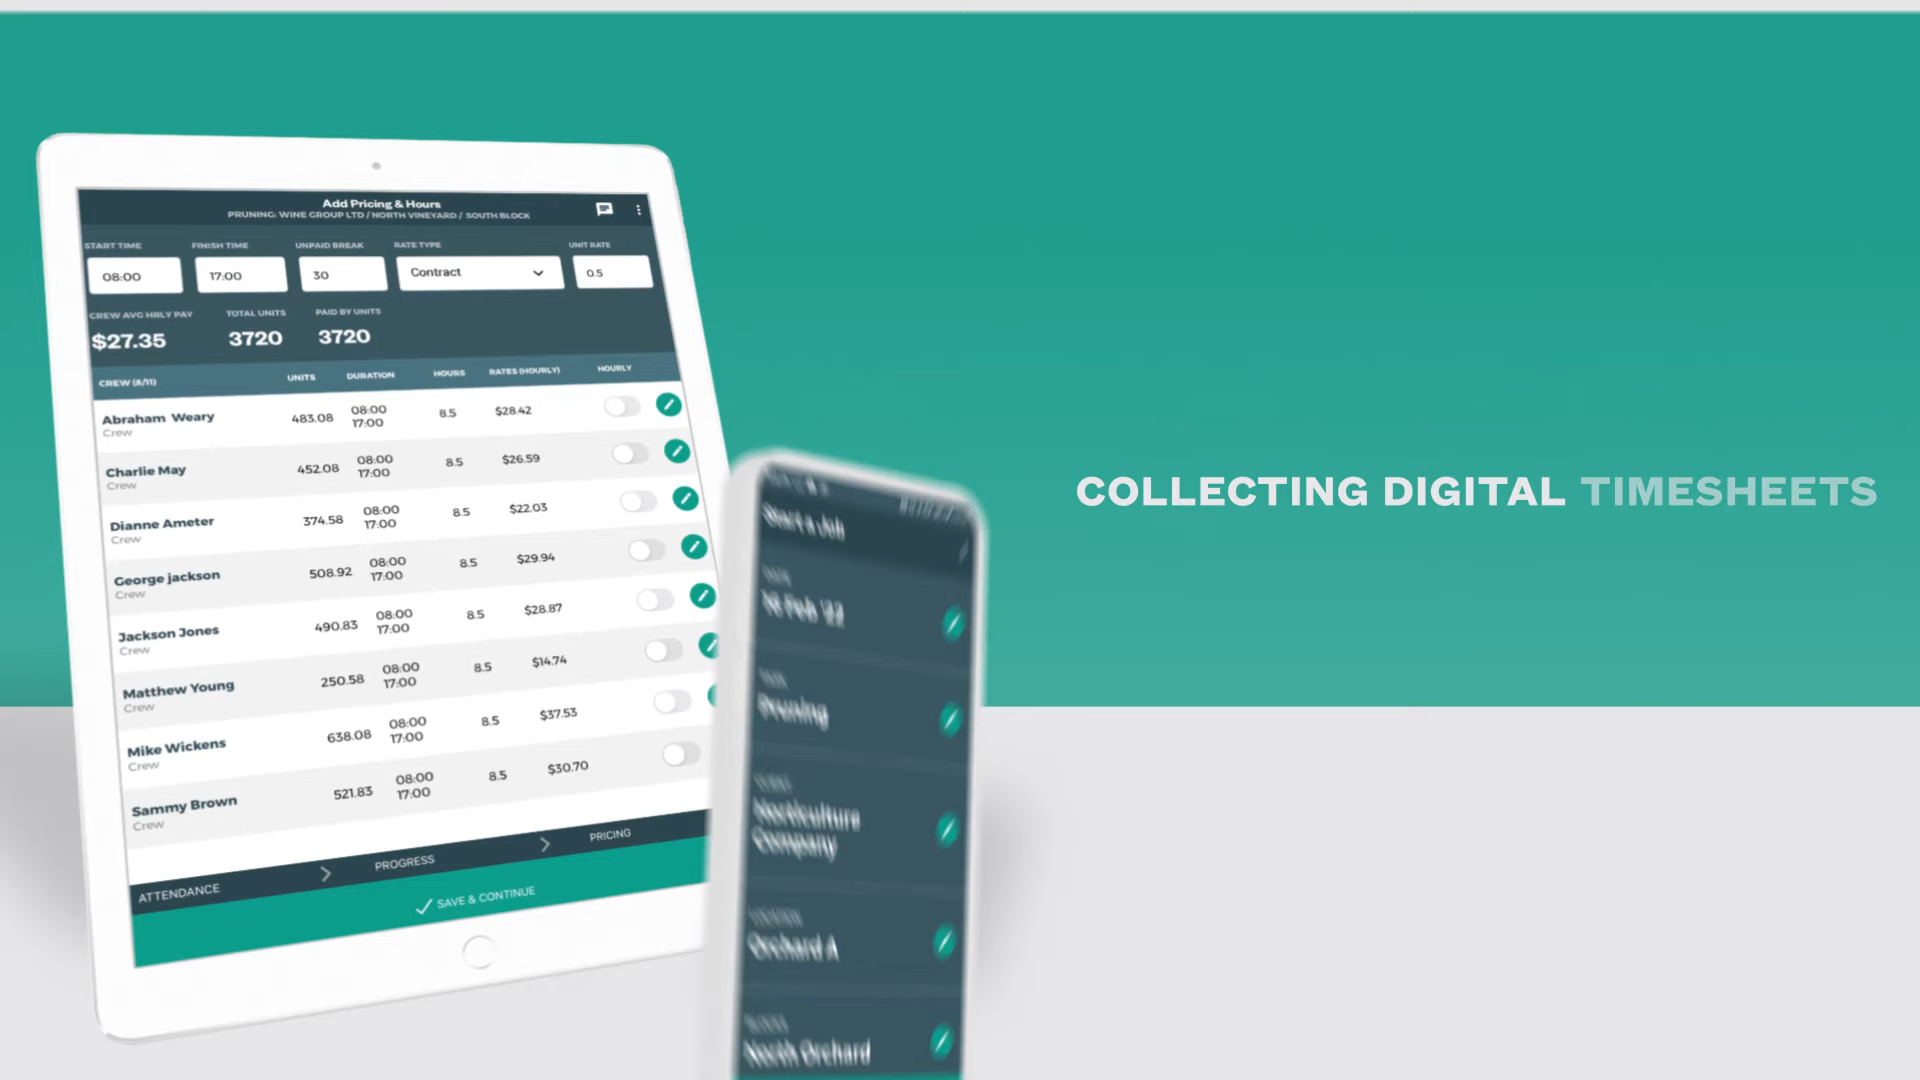 Add Pricing & Hours
PRUNING: WINE GROUP LTD / NORTH VINEYARD / SOUTH BLOCK
START TIME FINISH TIME UNPAID BREAK RATE TYPE UNIT RATE
08:00 17:00 30 Contract 0.5
CREW AVG HRLY PAY TOTAL UNITS PAID BY UNITS
$27.35 3720 3720
CREW (8/11) UNITS DURATION HOURS RATES (HOURLY) HOURLY
Abraham Weary 483.08 08:00 8.5 $28.42
Crew 17:00
Charlie May 452.08 08:00 8.5 $26.59
Crew 17:00
Dianne Ameter 374.58 08:00 8.5 $22.03
Crew 17:00
George jackson 508.92 08:00 8.5 $29.94
Crew 17:00
Jackson Jones 490.83 08:00 8.5 $28.87
Crew 17:00
Matthew Young 250.58 08:00 8.5 $14.74
Crew 17:00
Mike Wickens 638.08 08:00 8.5 $37.53
Crew 17:00
Sammy Brown 521.83 08:00 8.5 $30.70
Crew 17:00
ATTENDANCE PROGRESS PRICING
SAVE & CONTINUE
Start a Job
Pruning
Horticulture
Company
Orchard A
North Orchard
COLLECTING DIGITAL TIMESHEETS